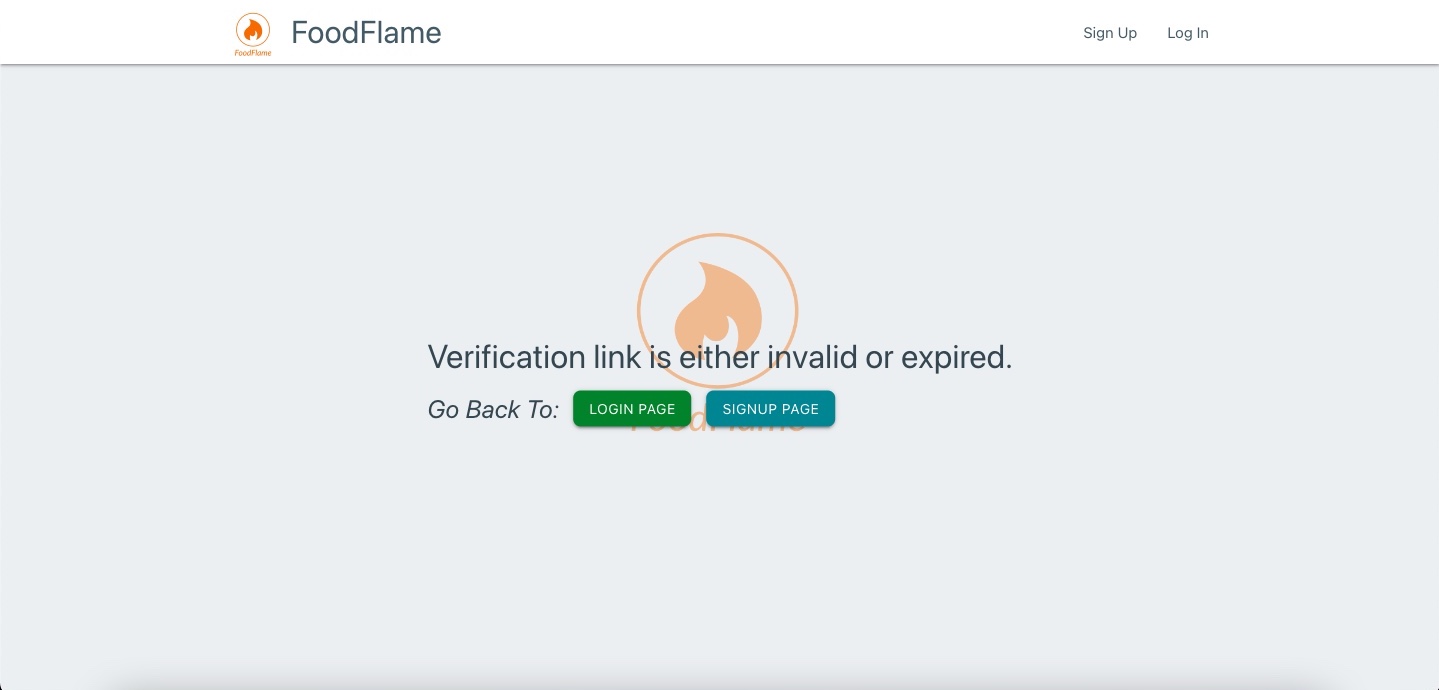 FoodFlame
FoodFlame
Sign Up
Log In
Verification link is either invalid or expired.
Go Back To:
LOGIN PAGE
SIGNUP PAGE
FoodFlame